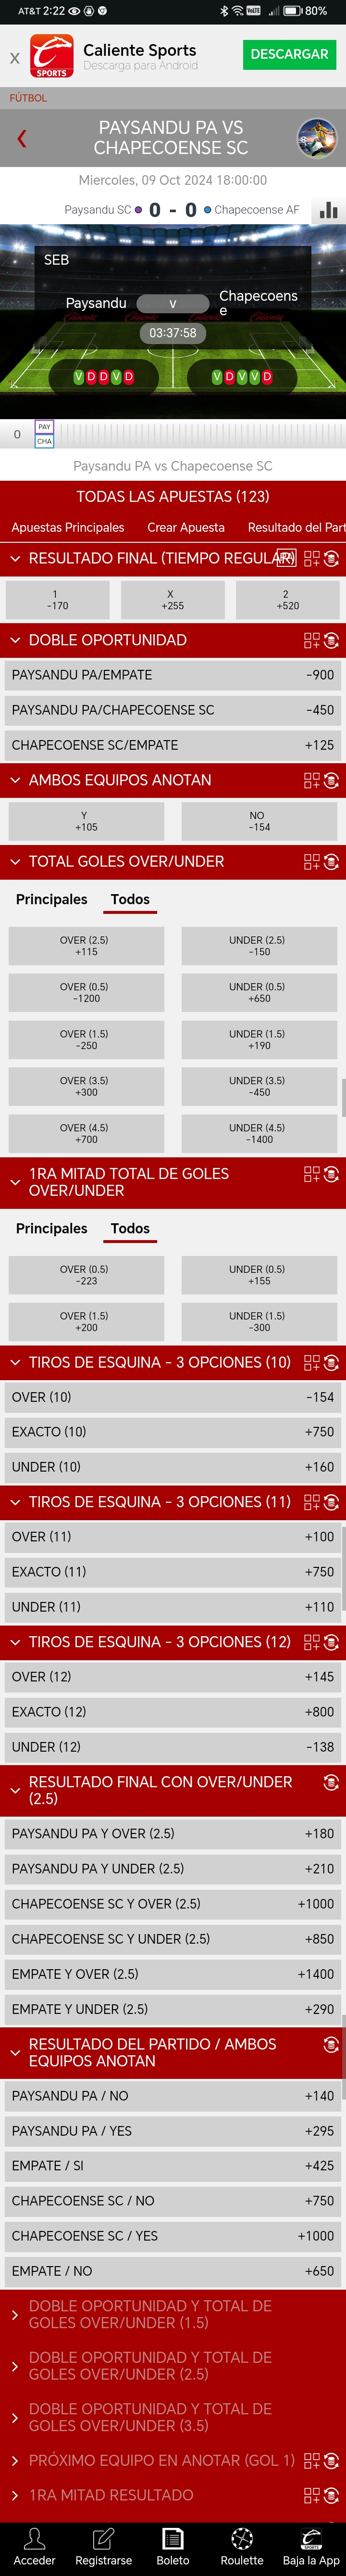 AT&T 2:22
80%
x
SPORTS
Caliente Sports
Descarga para Android
DESCARGAR
FÚTBOL
PAYSANDU PA VS
CHAPECOENSE SC
Miercoles, 09 Oct 2024 18:00:00
Paysandu SC 0 - 0 Chapecoense AF
SEB
Paysandu v Chapecoens
e
03:37:58
V D D V D V D V V D
0 PAY
CHA
Paysandu PA vs Chapecoense SC
TODAS LAS APUESTAS (123)
Apuestas Principales Crear Apuesta Resultado del Part
RESULTADO FINAL (TIEMPO REGULAR)
1 X 2
-170 +255 +520
DOBLE OPORTUNIDAD
PAYSANDU PA/EMPATE -900
PAYSANDU PA/CHAPECOENSE SC -450
CHAPECOENSE SC/EMPATE +125
AMBOS EQUIPOS ANOTAN
Y NO
+105 -154
TOTAL GOLES OVER/UNDER
Principales Todos
OVER (2.5) UNDER (2.5)
+115 -150
OVER (0.5) UNDER (0.5)
-1200 +650
OVER (1.5) UNDER (1.5)
-250 +190
OVER (3.5) UNDER (3.5)
+300 -450
OVER (4.5) UNDER (4.5)
+700 -1400
1RA MITAD TOTAL DE GOLES
OVER/UNDER
Principales Todos
OVER (0.5) UNDER (0.5)
-223 +155
OVER (1.5) UNDER (1.5)
+200 -300
TIROS DE ESQUINA - 3 OPCIONES (10)
OVER (10) -154
EXACTO (10) +750
UNDER (10) +160
TIROS DE ESQUINA - 3 OPCIONES (11)
OVER (11) +100
EXACTO (11) +750
UNDER (11) +110
TIROS DE ESQUINA - 3 OPCIONES (12)
OVER (12) +145
EXACTO (12) +800
UNDER (12) -138
RESULTADO FINAL CON OVER/UNDER
(2.5)
PAYSANDU PA Y OVER (2.5) +180
PAYSANDU PA Y UNDER (2.5) +210
CHAPECOENSE SC Y OVER (2.5) +1000
CHAPECOENSE SC Y UNDER (2.5) +850
EMPATE Y OVER (2.5) +1400
EMPATE Y UNDER (2.5) +290
RESULTADO DEL PARTIDO / AMBOS
EQUIPOS ANOTAN
PAYSANDU PA / NO +140
PAYSANDU PA / YES +295
EMPATE / SI +425
CHAPECOENSE SC / NO +750
CHAPECOENSE SC / YES +1000
EMPATE / NO +650
DOBLE OPORTUNIDAD Y TOTAL DE
GOLES OVER/UNDER (1.5)
DOBLE OPORTUNIDAD Y TOTAL DE
GOLES OVER/UNDER (2.5)
DOBLE OPORTUNIDAD Y TOTAL DE
GOLES OVER/UNDER (3.5)
PRÓXIMO EQUIPO EN ANOTAR (GOL 1)
1RA MITAD RESULTADO
Acceder Registrarse Boleto Roulette Baja la App